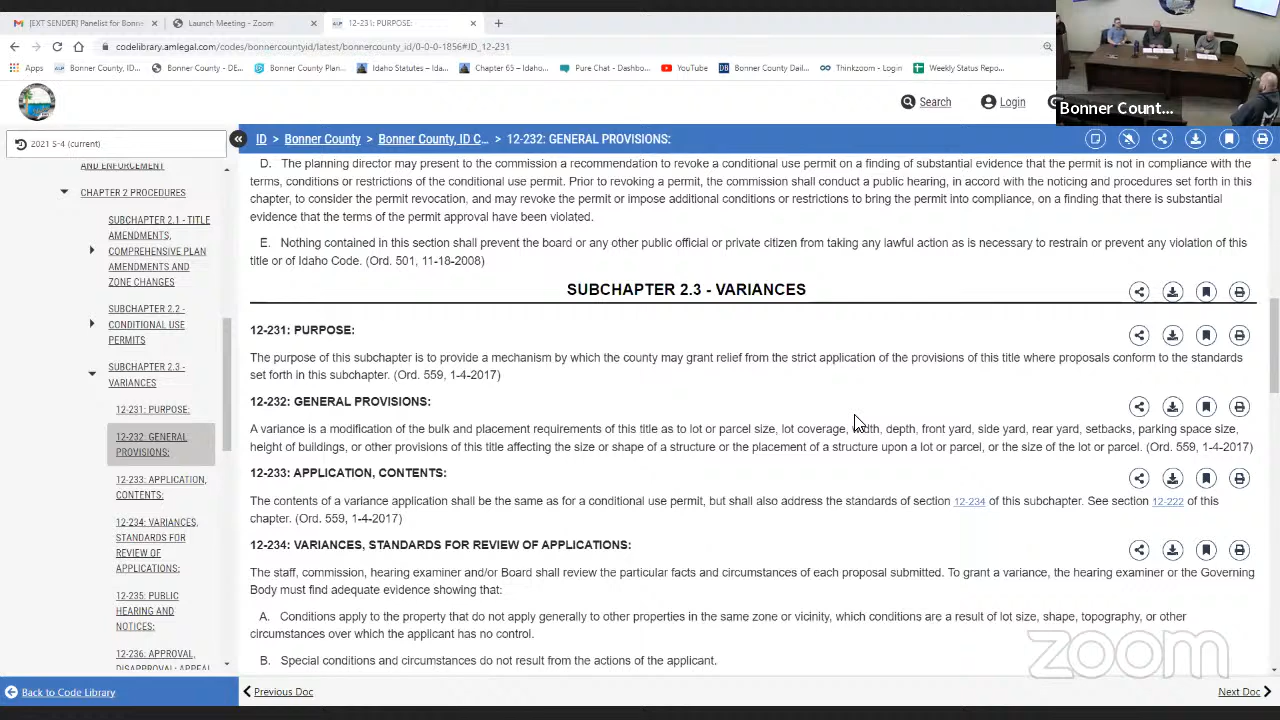 [EXT SENDER] Panelist for Bonne
Launch Meeting - Zoom
12-231: PURPOSE:
codelibrary.amlegal.com/codes/bonnercountyid/latest/bonnercounty_id/0-0-0-1856#JD_12-231
Apps
Bonner County, ID...
Bonner County - DE...
Bonner County Plan...
Idaho Statutes – Ida...
Chapter 65 – Idaho...
Pure Chat - Dashbo...
YouTube
Bonner County Dail...
Thinkzoom - Login
Weekly Status Repo...
Bonner Count...
Search
Login
2021 S-4 (current)
ID > Bonner County > Bonner County, ID C... > 12-232: GENERAL PROVISIONS:
AND ENFORCEMENT
CHAPTER 2 PROCEDURES
SUBCHAPTER 2.1 - TITLE
AMENDMENTS,
COMPREHENSIVE PLAN
AMENDMENTS AND
ZONE CHANGES
SUBCHAPTER 2.2 -
CONDITIONAL USE
PERMITS
SUBCHAPTER 2.3 -
VARIANCES
12-231: PURPOSE:
12-232: GENERAL
PROVISIONS:
12-233: APPLICATION,
CONTENTS:
12-234: VARIANCES,
STANDARDS FOR
REVIEW OF
APPLICATIONS:
12-235: PUBLIC
HEARING AND
NOTICES:
12-236: APPROVAL,
DISAPPROVAL; APPEAL
Back to Code Library
D. The planning director may present to the commission a recommendation to revoke a conditional use permit on a finding of substantial evidence that the permit is not in compliance with the
terms, conditions or restrictions of the conditional use permit. Prior to revoking a permit, the commission shall conduct a public hearing, in accord with the noticing and procedures set forth in this
chapter, to consider the permit revocation, and may revoke the permit or impose additional conditions or restrictions to bring the permit into compliance, on a finding that there is substantial
evidence that the terms of the permit approval have been violated.
E. Nothing contained in this section shall prevent the board or any other public official or private citizen from taking any lawful action as is necessary to restrain or prevent any violation of this
title or of Idaho Code. (Ord. 501, 11-18-2008)
SUBCHAPTER 2.3 - VARIANCES
12-231: PURPOSE:
The purpose of this subchapter is to provide a mechanism by which the county may grant relief from the strict application of the provisions of this title where proposals conform to the standards
set forth in this subchapter. (Ord. 559, 1-4-2017)
12-232: GENERAL PROVISIONS:
A variance is a modification of the bulk and placement requirements of this title as to lot or parcel size, lot coverage, width, depth, front yard, side yard, rear yard, setbacks, parking space size,
height of buildings, or other provisions of this title affecting the size or shape of a structure or the placement of a structure upon a lot or parcel, or the size of the lot or parcel. (Ord. 559, 1-4-2017)
12-233: APPLICATION, CONTENTS:
The contents of a variance application shall be the same as for a conditional use permit, but shall also address the standards of section 12-234 of this subchapter. See section 12-222 of this
chapter. (Ord. 559, 1-4-2017)
12-234: VARIANCES, STANDARDS FOR REVIEW OF APPLICATIONS:
The staff, commission, hearing examiner and/or Board shall review the particular facts and circumstances of each proposal submitted. To grant a variance, the hearing examiner or the Governing
Body must find adequate evidence showing that:
A. Conditions apply to the property that do not apply generally to other properties in the same zone or vicinity, which conditions are a result of lot size, shape, topography, or other
circumstances over which the applicant has no control.
B. Special conditions and circumstances do not result from the actions of the applicant.
zoom
Previous Doc
Next Doc